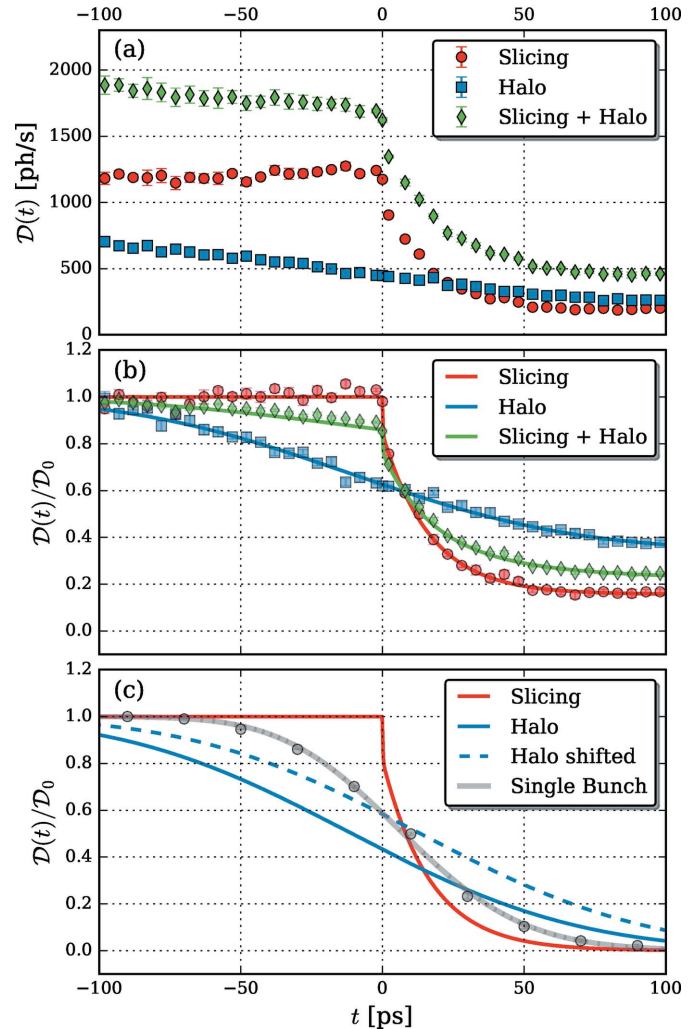 −100 −50 0 50 100
(a)
Slicing
Halo
Slicing + Halo
2000
1500
1000
500
0
𝒟(t) [ph/s]
1.2
(b)
Slicing
Halo
Slicing + Halo
1.0
0.8
0.6
0.4
0.2
0.0
𝒟(t)/𝒟₀
1.2
(c)
Slicing
Halo
Halo shifted
Single Bunch
1.0
0.8
0.6
0.4
0.2
0.0
𝒟(t)/𝒟₀
−100 −50 0 50 100
t [ps]